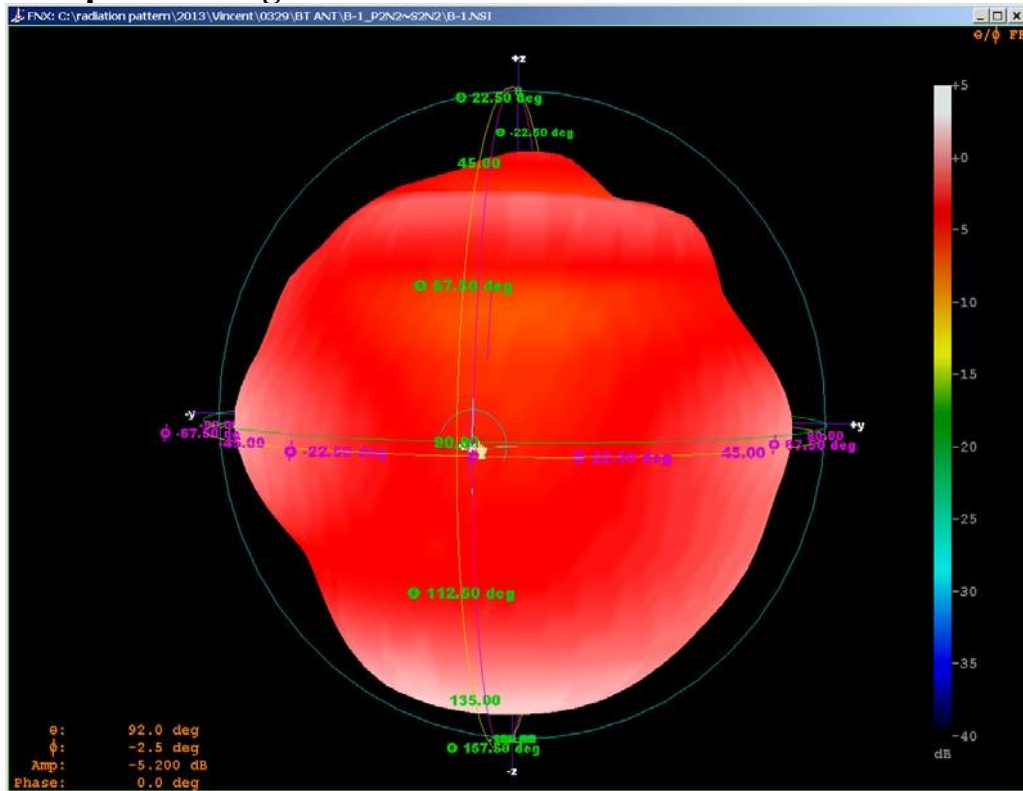 FNX: C:\radiation pattern\2013\Vincent\0329\BT ANT\B-1_P2N2~S2N2\B-1.NSI
θ/ϕ FF
+z
θ 22.50 deg
θ -22.50 deg
45.00
θ 67.50 deg
-y
+y
ϕ -67.50
90.00
90.00
ϕ 67.50 deg
ϕ -22.50 deg
ϕ 22.50 deg
45.00
θ 112.50 deg
135.00
θ 157.50 deg
-z
+5
+0
-5
-10
-15
-20
-25
-30
-35
-40
dB
θ: 92.0 deg
ϕ: -2.5 deg
Amp: -5.200 dB
Phase: 0.0 deg